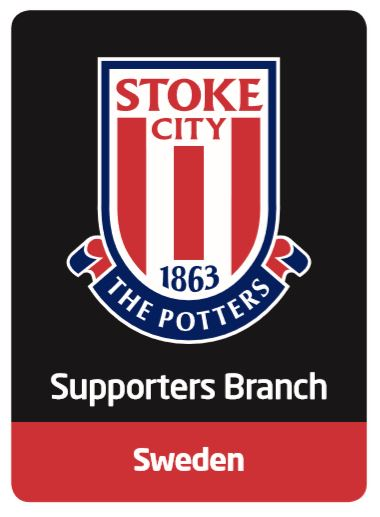 STOKE
CITY
1863
THE POTTERS
Supporters Branch
Sweden